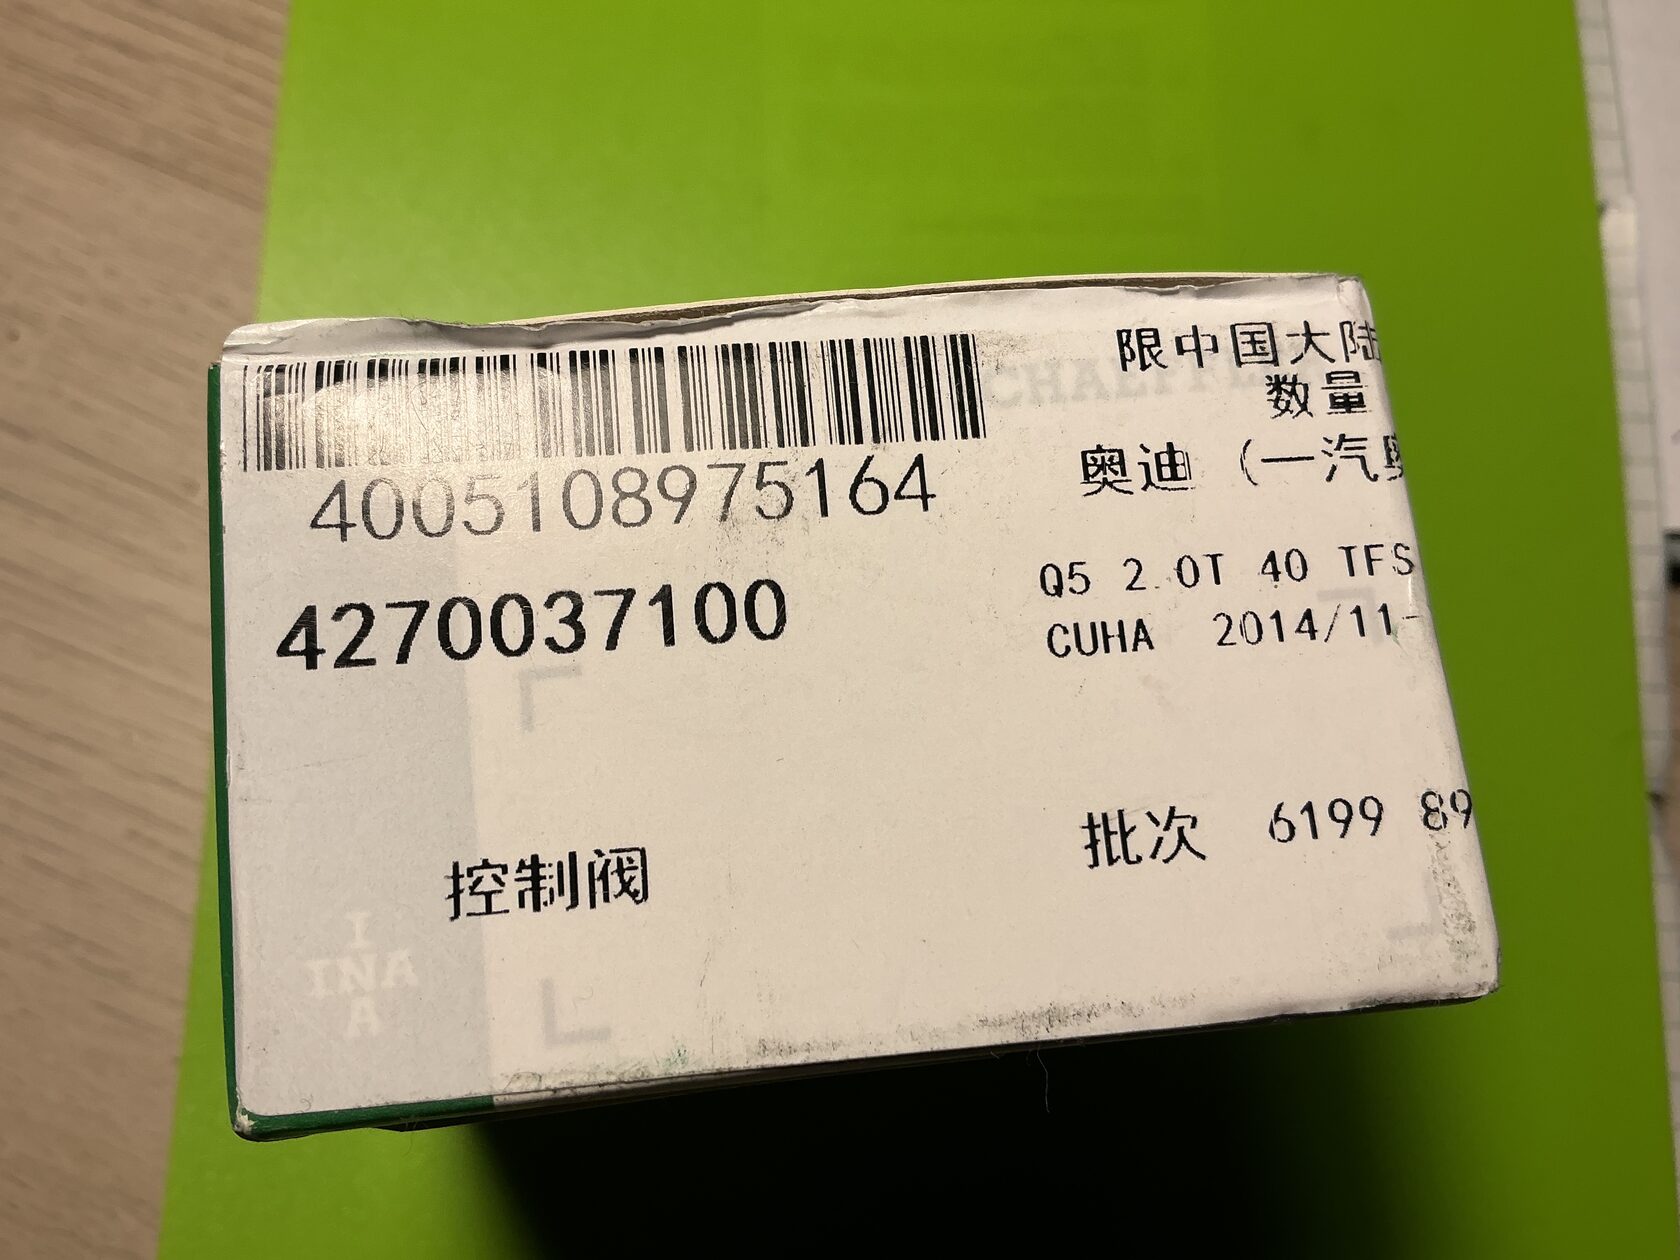 限中国大陆
数量
4005108975164
奥迪 （一汽奥
4270037100
Q5 2.0T 40 TFS
CUHA 2014/11-
批次 6199 89
控制阀
I
INA
A